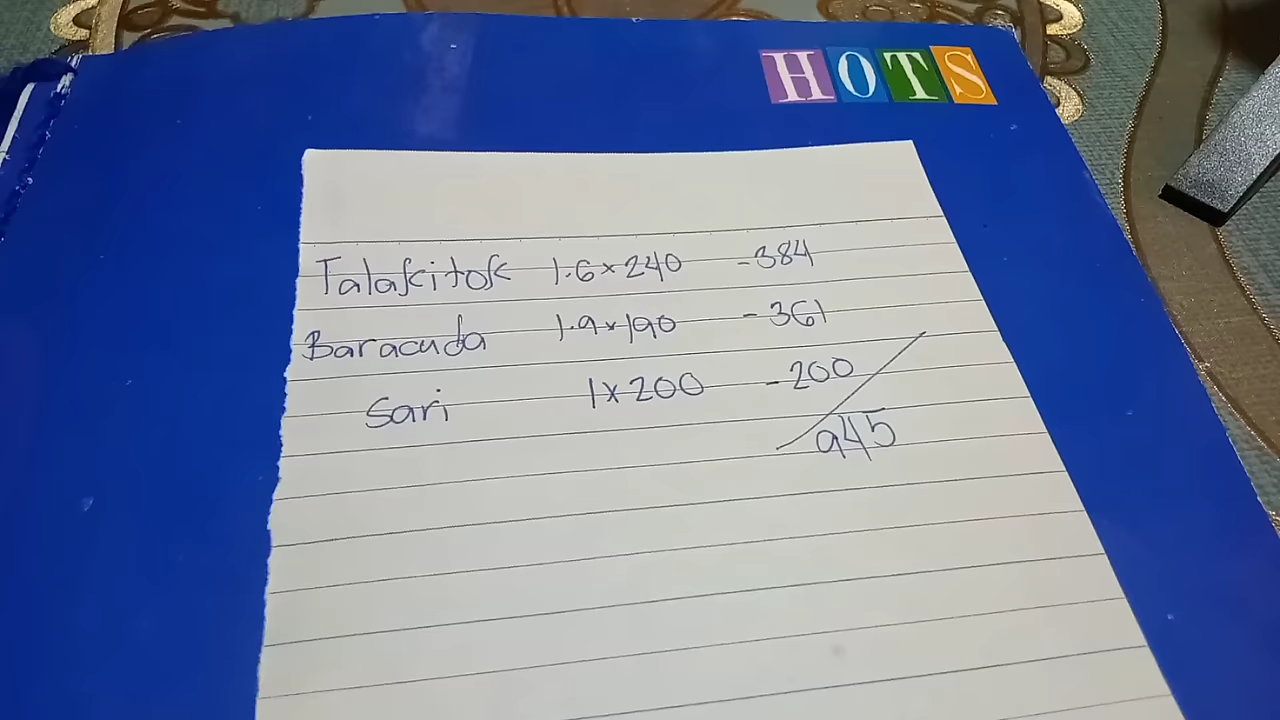 HOTS
Talakitok 1.6 x 240 - 384
Baracuda 1.9 x 190 - 361
Sari 1 x 200 - 200
945